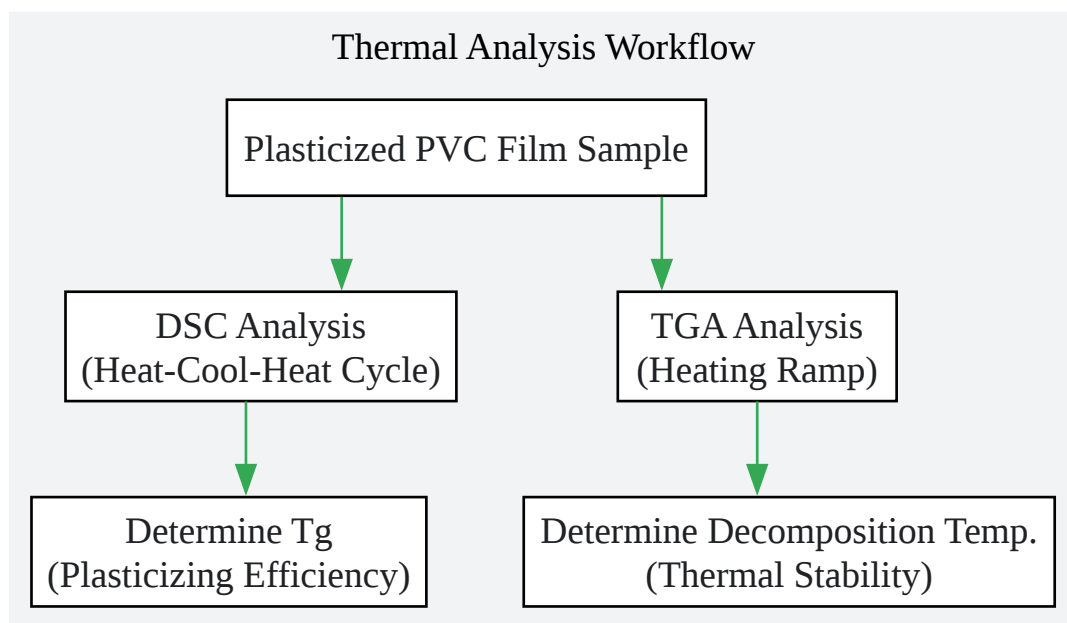 Thermal Analysis Workflow
Plasticized PVC Film Sample
DSC Analysis
(Heat-Cool-Heat Cycle)
TGA Analysis
(Heating Ramp)
Determine Tg
(Plasticizing Efficiency)
Determine Decomposition Temp.
(Thermal Stability)